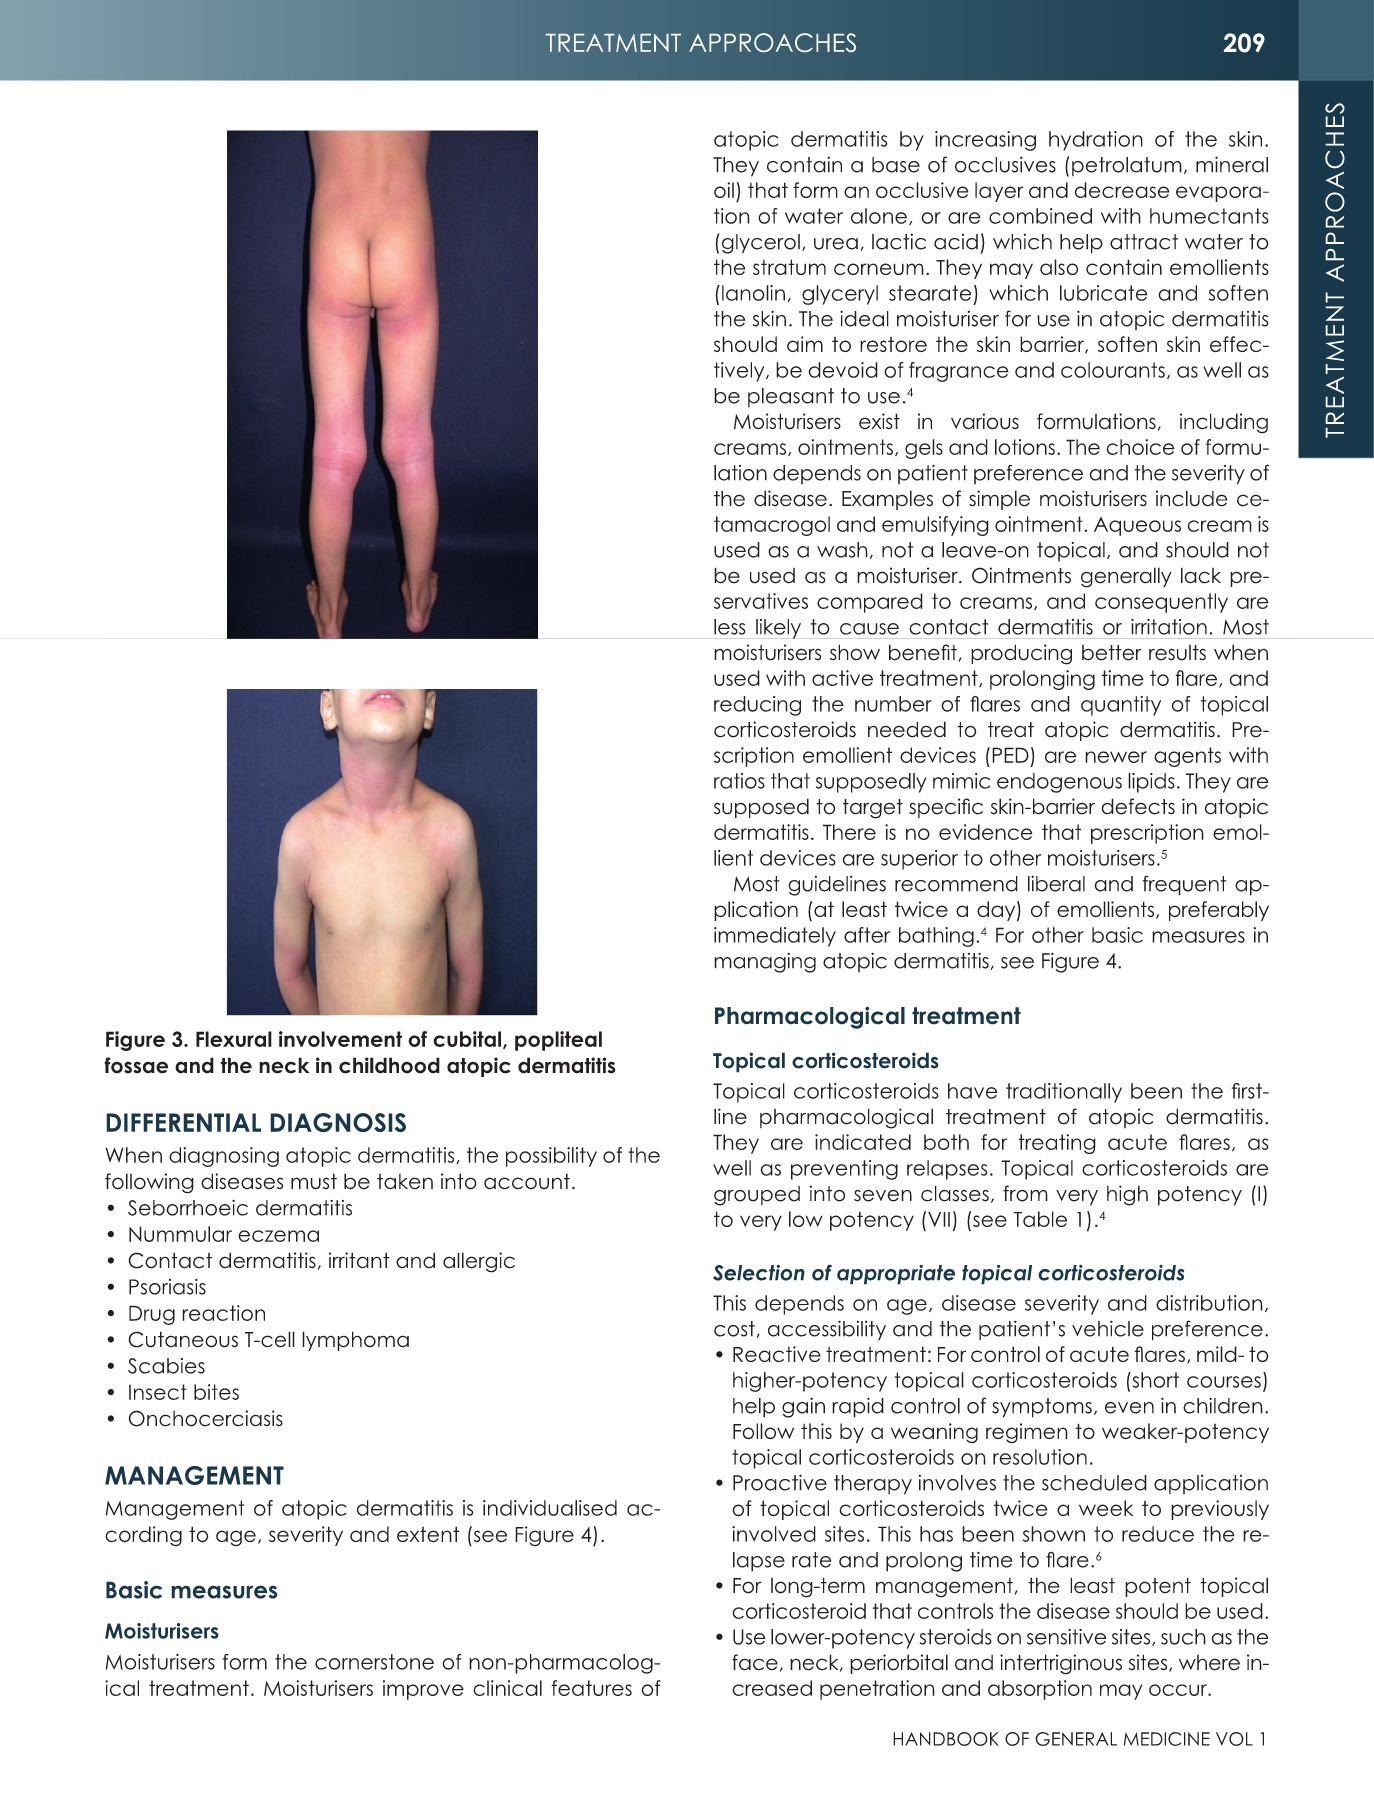 TREATMENT APPROACHES
209
TREATMENT APPROACHES
Figure 3. Flexural involvement of cubital, popliteal
fossae and the neck in childhood atopic dermatitis
DIFFERENTIAL DIAGNOSIS
When diagnosing atopic dermatitis, the possibility of the
following diseases must be taken into account.
• Seborrhoeic dermatitis
• Nummular eczema
• Contact dermatitis, irritant and allergic
• Psoriasis
• Drug reaction
• Cutaneous T-cell lymphoma
• Scabies
• Insect bites
• Onchocerciasis
MANAGEMENT
Management of atopic dermatitis is individualised ac-
cording to age, severity and extent (see Figure 4).
Basic measures
Moisturisers
Moisturisers form the cornerstone of non-pharmacolog-
ical treatment. Moisturisers improve clinical features of
atopic dermatitis by increasing hydration of the skin.
They contain a base of occlusives (petrolatum, mineral
oil) that form an occlusive layer and decrease evapora-
tion of water alone, or are combined with humectants
(glycerol, urea, lactic acid) which help attract water to
the stratum corneum. They may also contain emollients
(lanolin, glyceryl stearate) which lubricate and soften
the skin. The ideal moisturiser for use in atopic dermatitis
should aim to restore the skin barrier, soften skin effec-
tively, be devoid of fragrance and colourants, as well as
be pleasant to use.⁴
Moisturisers exist in various formulations, including
creams, ointments, gels and lotions. The choice of formu-
lation depends on patient preference and the severity of
the disease. Examples of simple moisturisers include ce-
tamacrogol and emulsifying ointment. Aqueous cream is
used as a wash, not a leave-on topical, and should not
be used as a moisturiser. Ointments generally lack pre-
servatives compared to creams, and consequently are
less likely to cause contact dermatitis or irritation. Most
moisturisers show benefit, producing better results when
used with active treatment, prolonging time to flare, and
reducing the number of flares and quantity of topical
corticosteroids needed to treat atopic dermatitis. Pre-
scription emollient devices (PED) are newer agents with
ratios that supposedly mimic endogenous lipids. They are
supposed to target specific skin-barrier defects in atopic
dermatitis. There is no evidence that prescription emol-
lient devices are superior to other moisturisers.⁵
Most guidelines recommend liberal and frequent ap-
plication (at least twice a day) of emollients, preferably
immediately after bathing.⁴ For other basic measures in
managing atopic dermatitis, see Figure 4.
Pharmacological treatment
Topical corticosteroids
Topical corticosteroids have traditionally been the first-
line pharmacological treatment of atopic dermatitis.
They are indicated both for treating acute flares, as
well as preventing relapses. Topical corticosteroids are
grouped into seven classes, from very high potency (I)
to very low potency (VII) (see Table 1).⁴
Selection of appropriate topical corticosteroids
This depends on age, disease severity and distribution,
cost, accessibility and the patient's vehicle preference.
• Reactive treatment: For control of acute flares, mild- to
higher-potency topical corticosteroids (short courses)
help gain rapid control of symptoms, even in children.
Follow this by a weaning regimen to weaker-potency
topical corticosteroids on resolution.
• Proactive therapy involves the scheduled application
of topical corticosteroids twice a week to previously
involved sites. This has been shown to reduce the re-
lapse rate and prolong time to flare.⁶
• For long-term management, the least potent topical
corticosteroid that controls the disease should be used.
• Use lower-potency steroids on sensitive sites, such as the
face, neck, periorbital and intertriginous sites, where in-
creased penetration and absorption may occur.
HANDBOOK OF GENERAL MEDICINE VOL 1